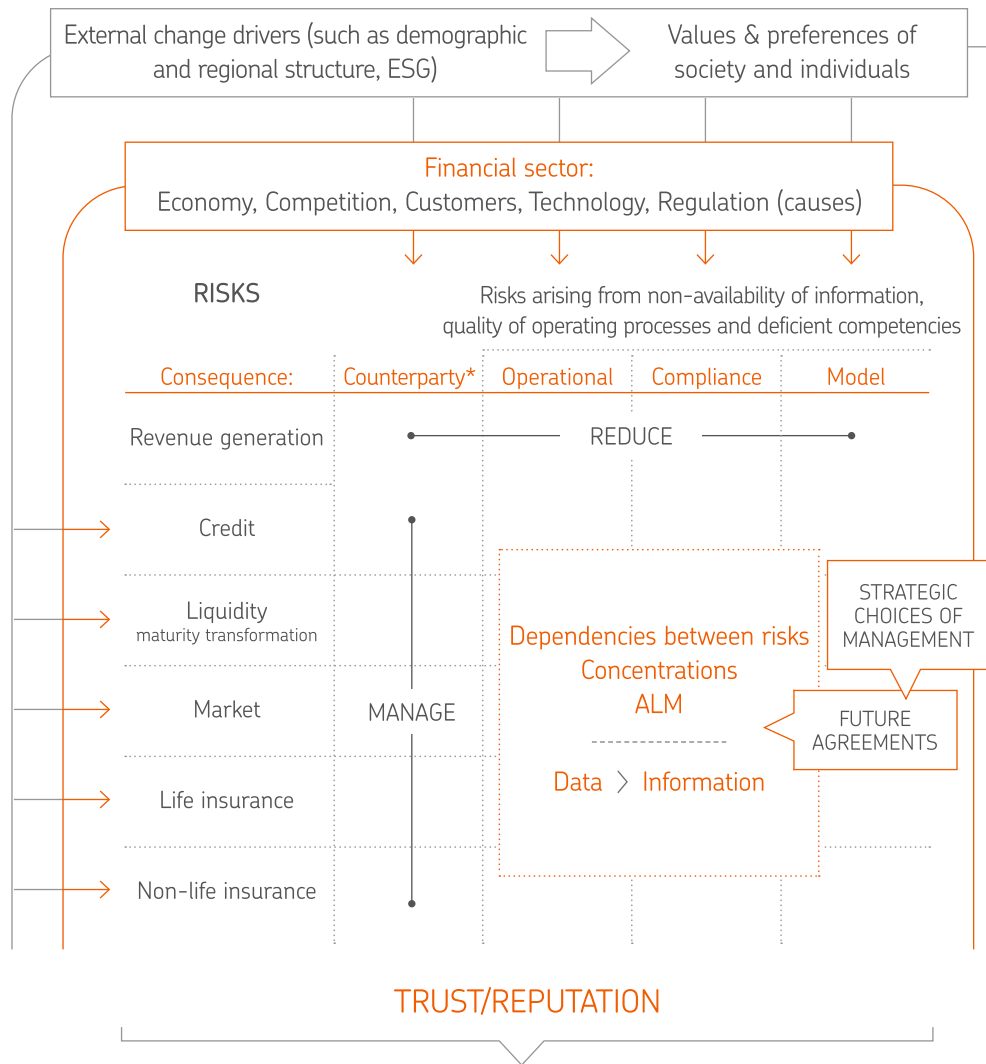 External change drivers (such as demographic
and regional structure, ESG)
Values & preferences of
society and individuals
Financial sector:
Economy, Competition, Customers, Technology, Regulation (causes)
RISKS
Risks arising from non-availability of information,
quality of operating processes and deficient competencies
Consequence:
Counterparty*
Operational
Compliance
Model
Revenue generation
REDUCE
Credit
Liquidity
maturity transformation
Market
MANAGE
Life insurance
Non-life insurance
Dependencies between risks
Concentrations
ALM
Data > Information
STRATEGIC
CHOICES OF
MANAGEMENT
FUTURE
AGREEMENTS
TRUST/REPUTATION